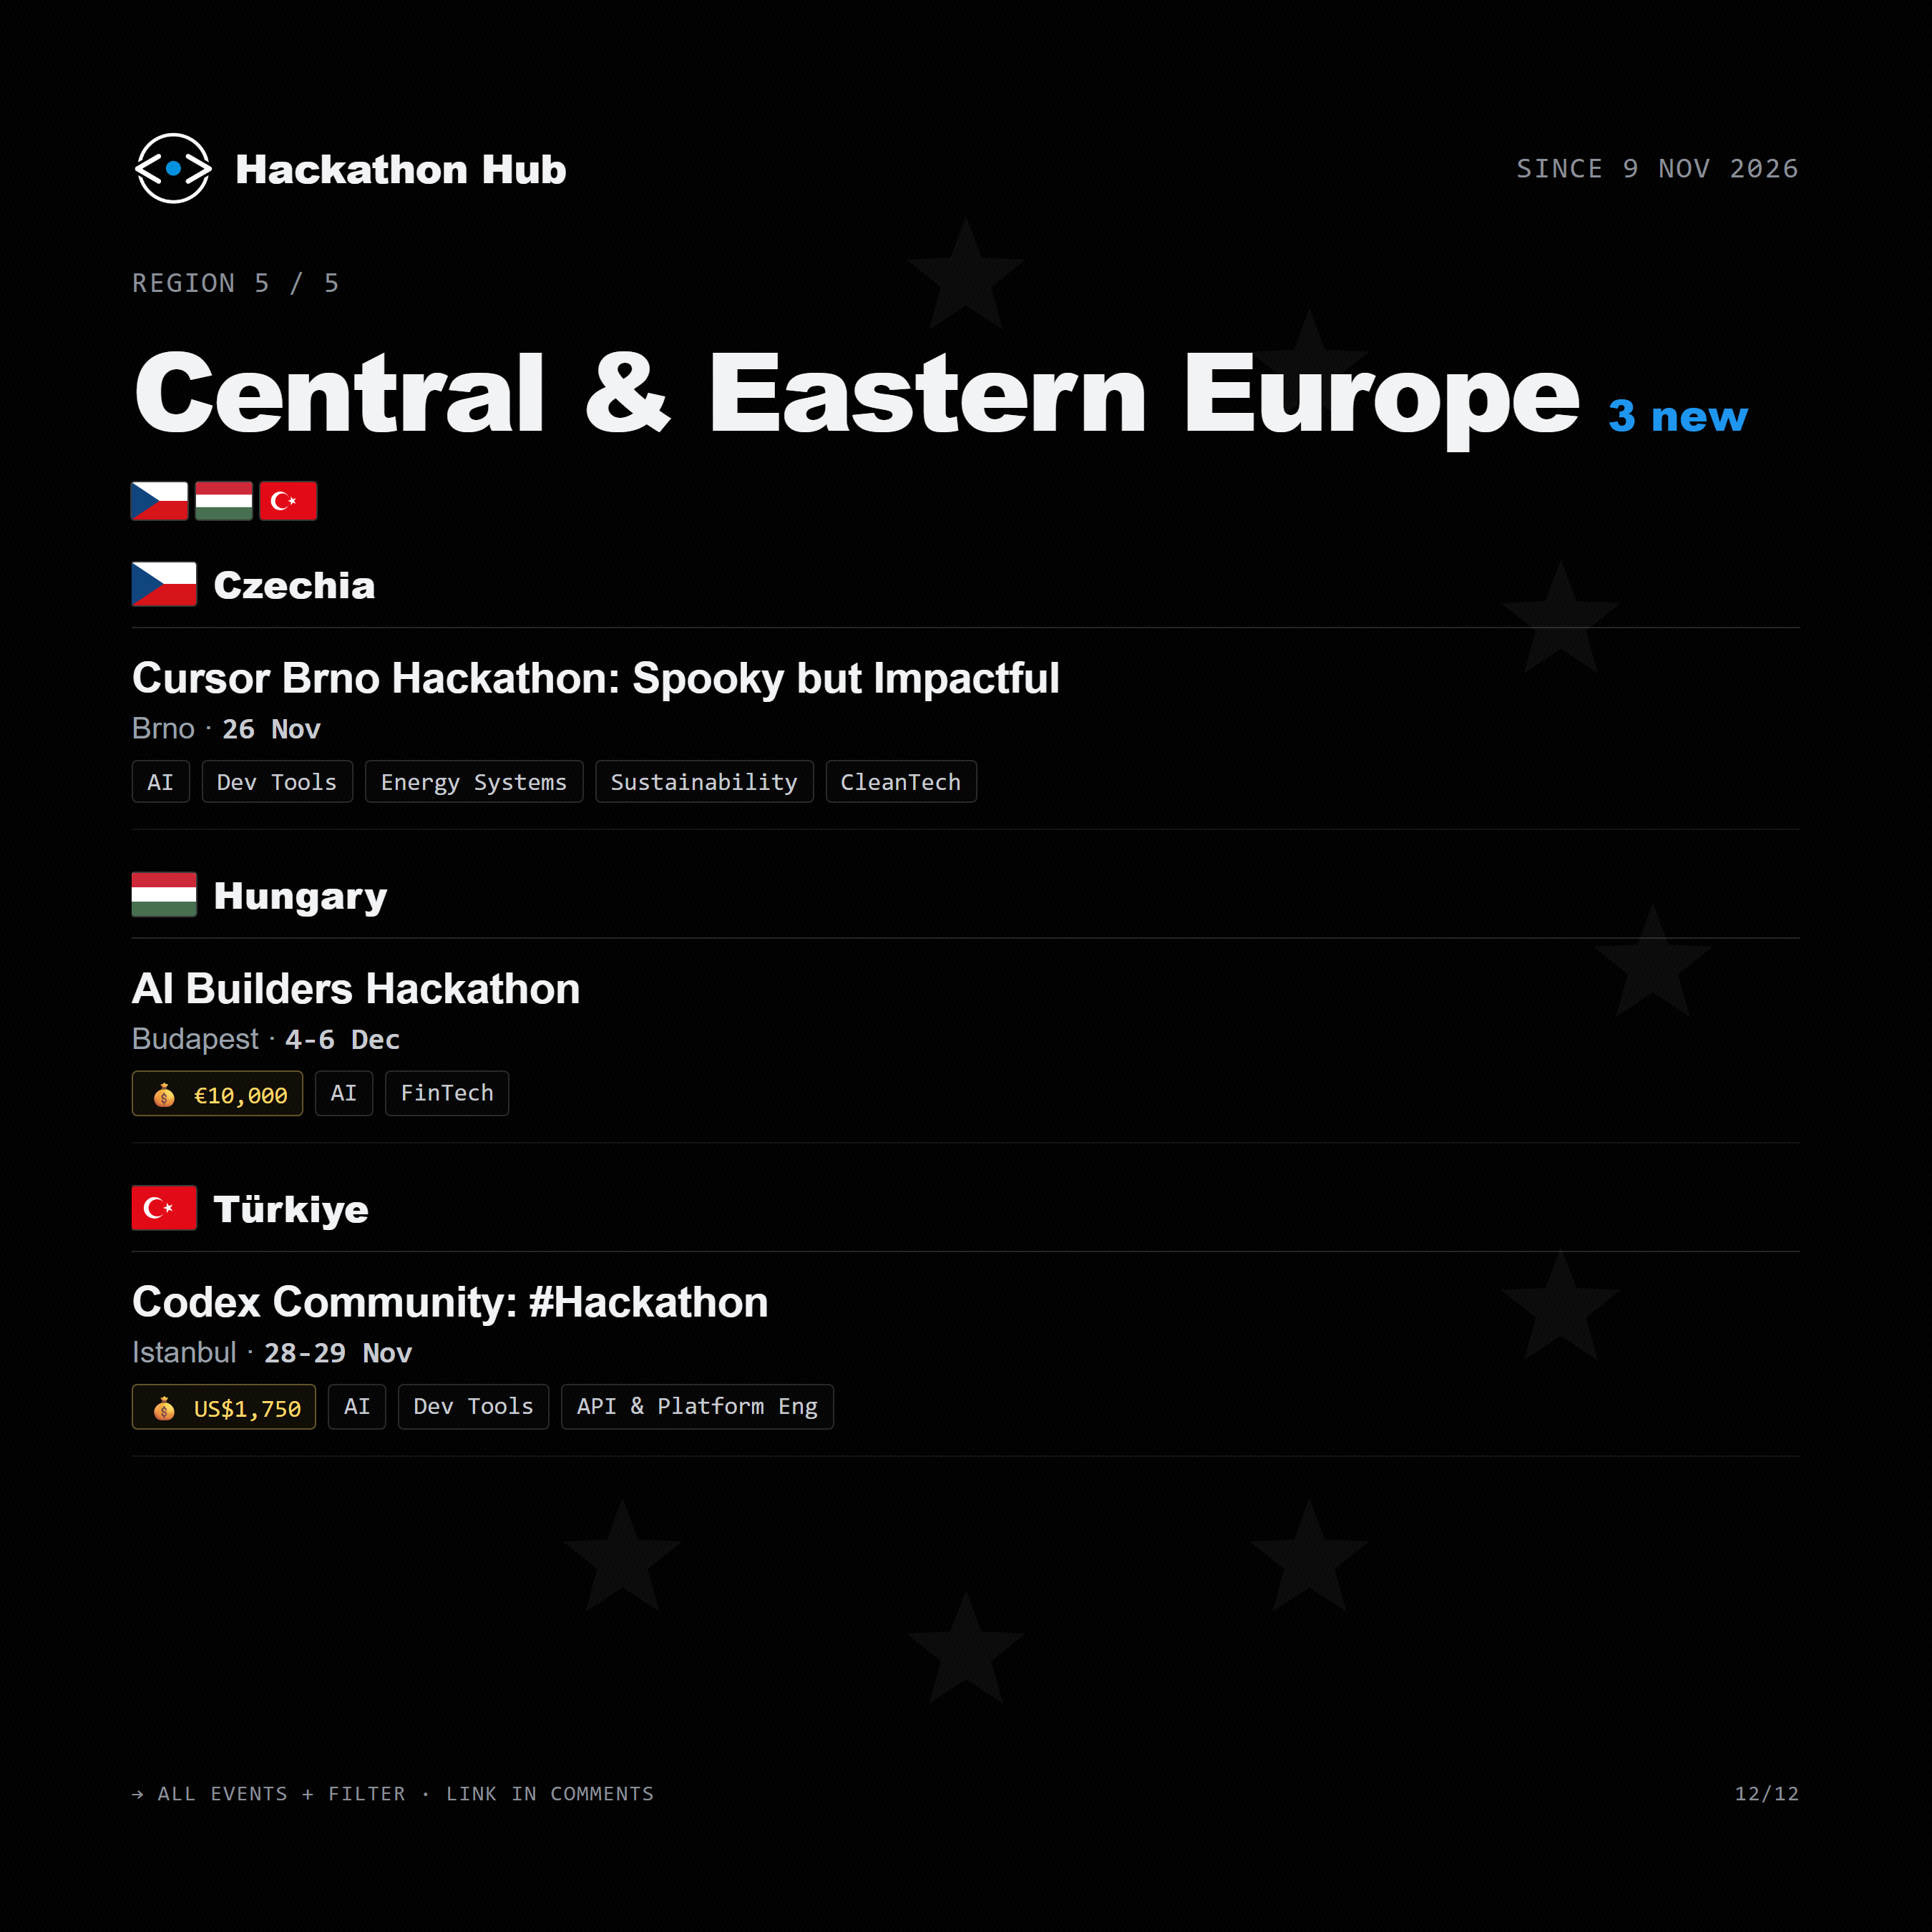 Hackathon Hub
SINCE 9 NOV 2026
REGION 5 / 5
Central & Eastern Europe 3 new
Czechia
Cursor Brno Hackathon: Spooky but Impactful
Brno · 26 Nov
AI Dev Tools Energy Systems Sustainability CleanTech
Hungary
AI Builders Hackathon
Budapest · 4-6 Dec
💰 €10,000 AI FinTech
Türkiye
Codex Community: #Hackathon
Istanbul · 28-29 Nov
💰 US$1,750 AI Dev Tools API & Platform Eng
→ ALL EVENTS + FILTER · LINK IN COMMENTS
12/12